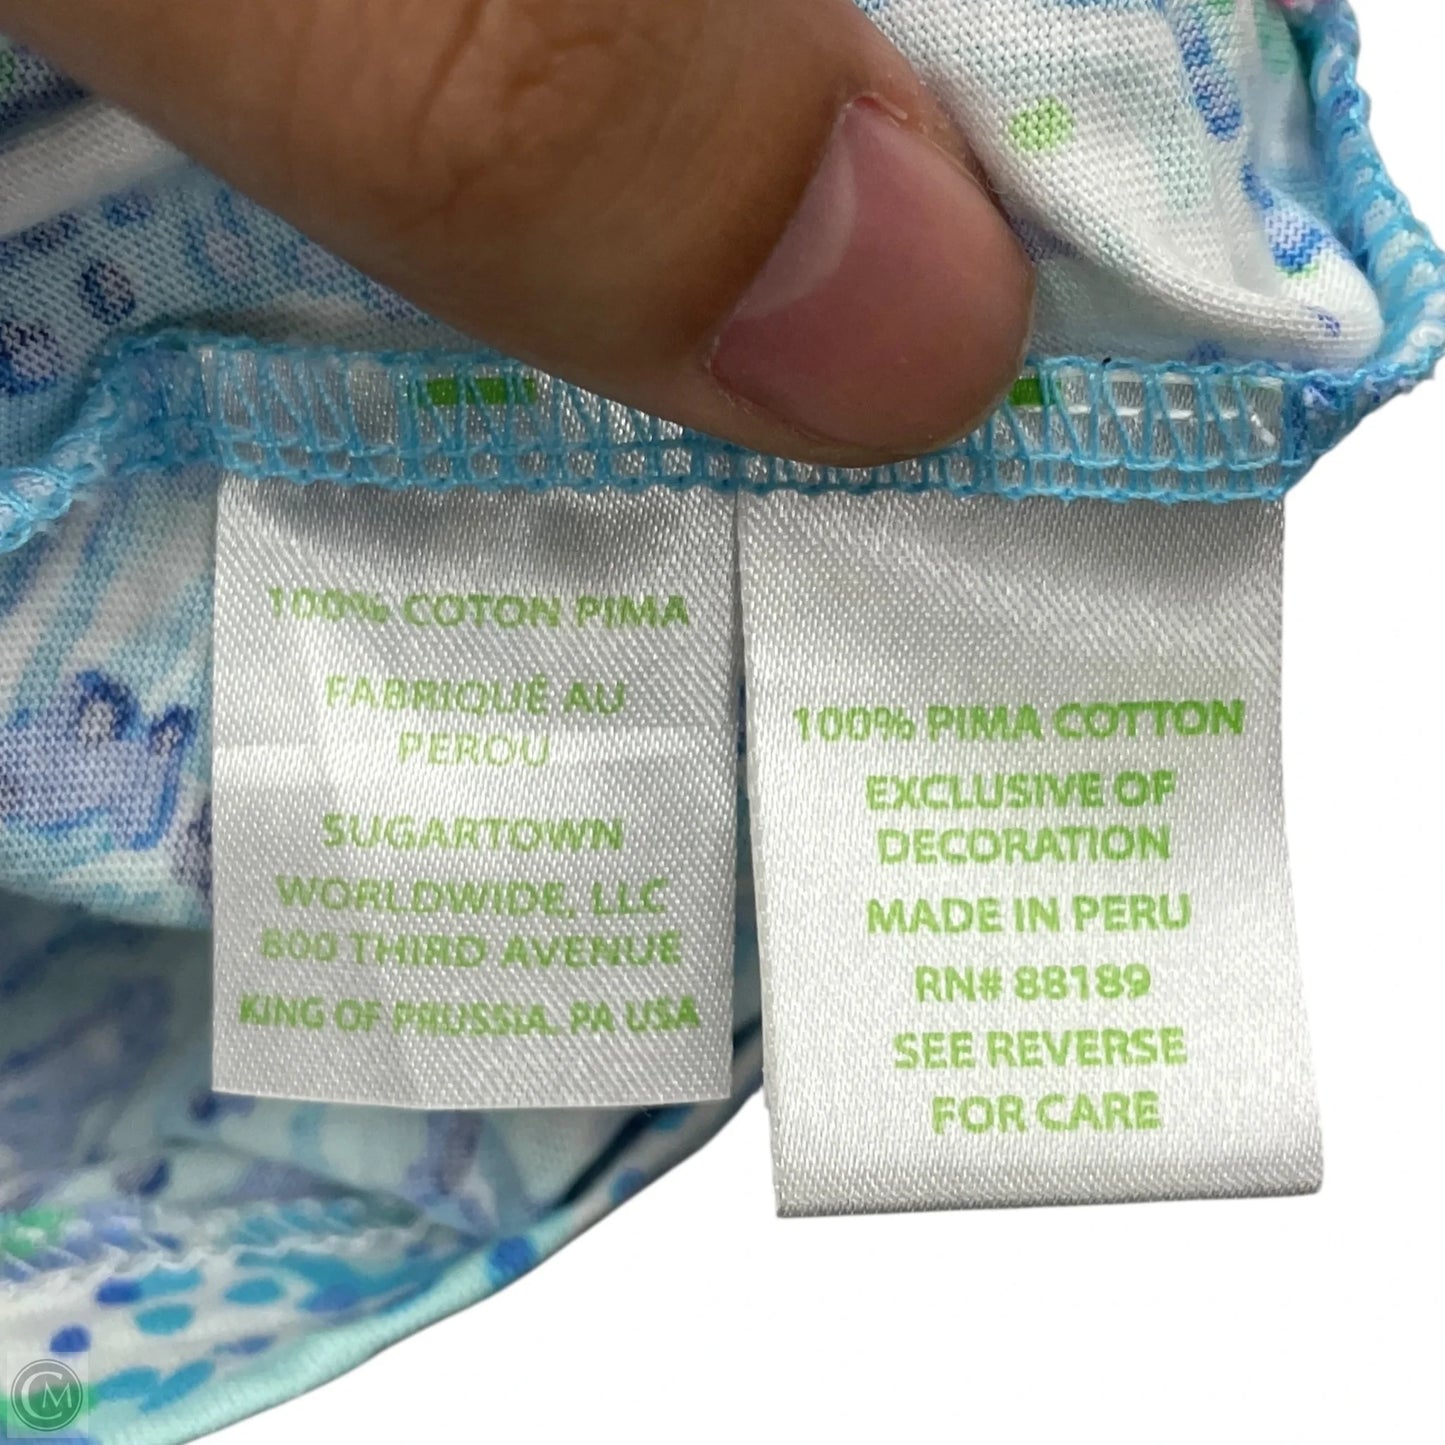 100% COTON PIMA
FABRIQUÉ AU
PEROU
SUGARTOWN
WORLDWIDE, LLC
800 THIRD AVENUE
KING OF PRUSSIA, PA USA
100% PIMA COTTON
EXCLUSIVE OF
DECORATION
MADE IN PERU
RN# 88189
SEE REVERSE
FOR CARE
CM